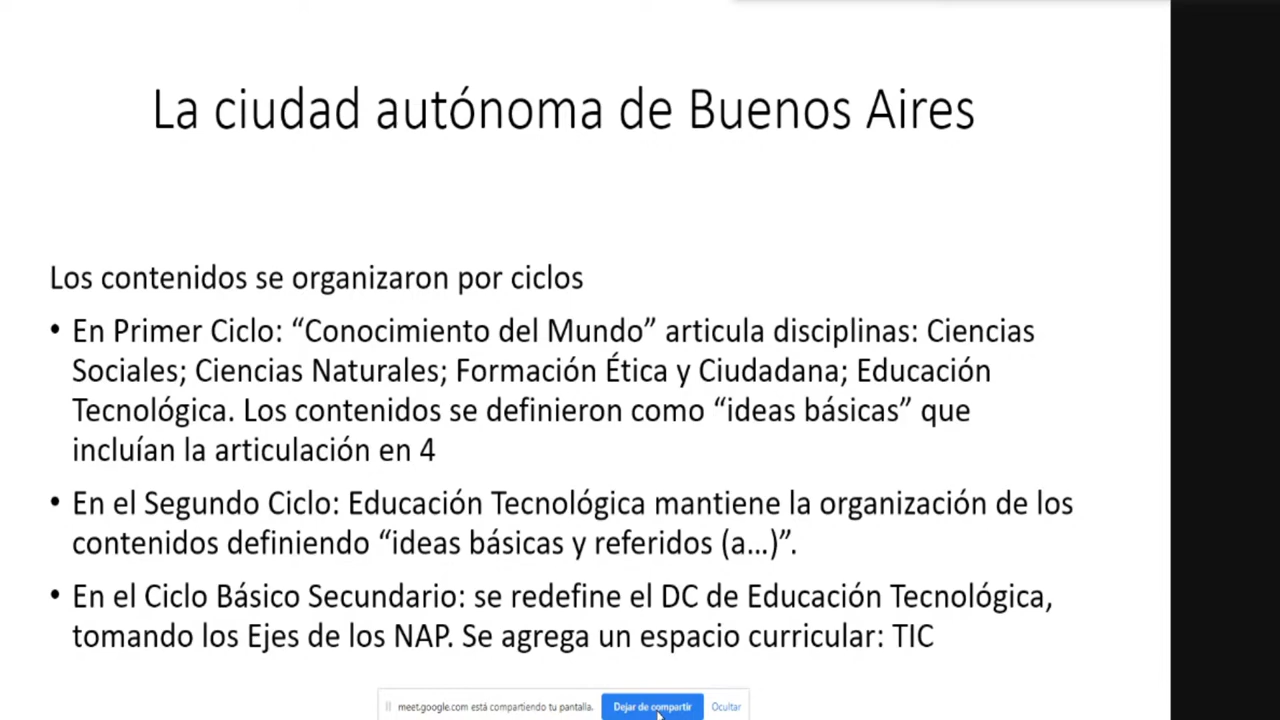 La ciudad autónoma de Buenos Aires
Los contenidos se organizaron por ciclos
• En Primer Ciclo: “Conocimiento del Mundo” articula disciplinas: Ciencias
Sociales; Ciencias Naturales; Formación Ética y Ciudadana; Educación
Tecnológica. Los contenidos se definieron como “ideas básicas” que
incluían la articulación en 4
• En el Segundo Ciclo: Educación Tecnológica mantiene la organización de los
contenidos definiendo “ideas básicas y referidos (a…)”.
• En el Ciclo Básico Secundario: se redefine el DC de Educación Tecnológica,
tomando los Ejes de los NAP. Se agrega un espacio curricular: TIC
meet.google.com está compartiendo tu pantalla. Dejar de compartir Ocultar